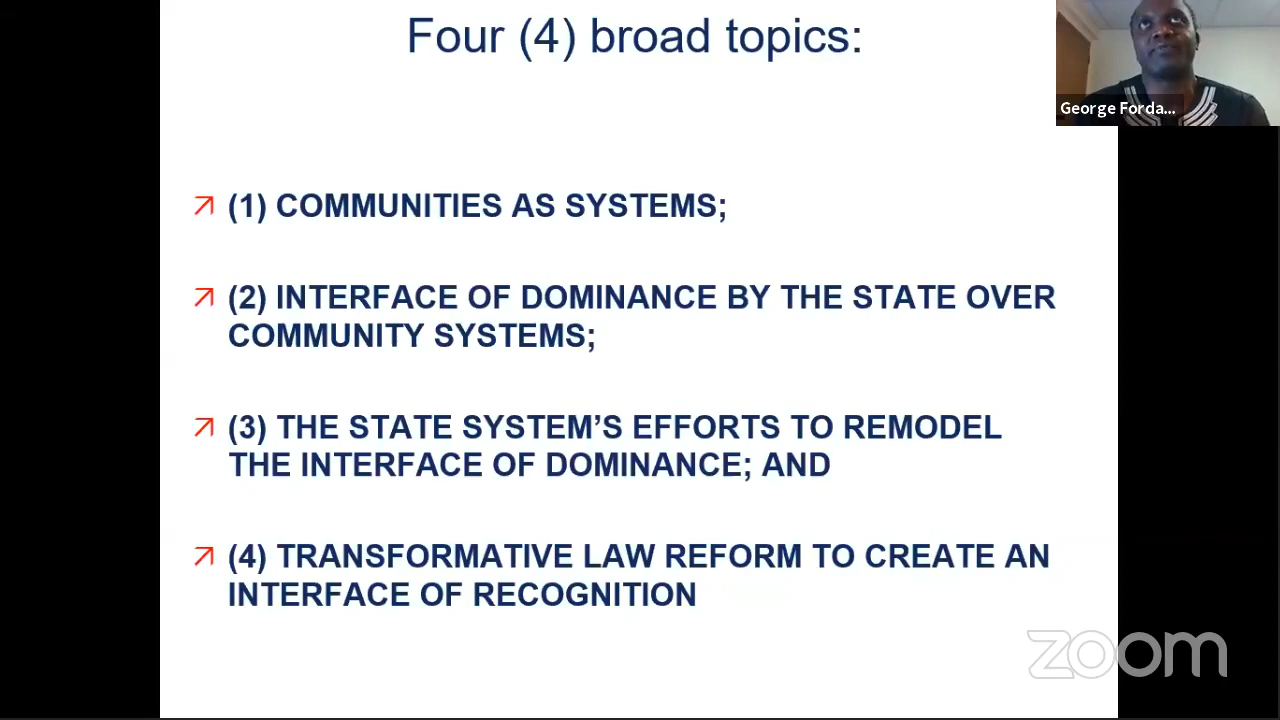 Four (4) broad topics:
George Forda...
(1) COMMUNITIES AS SYSTEMS;
(2) INTERFACE OF DOMINANCE BY THE STATE OVER
COMMUNITY SYSTEMS;
(3) THE STATE SYSTEM’S EFFORTS TO REMODEL
THE INTERFACE OF DOMINANCE; AND
(4) TRANSFORMATIVE LAW REFORM TO CREATE AN
INTERFACE OF RECOGNITION
zoom